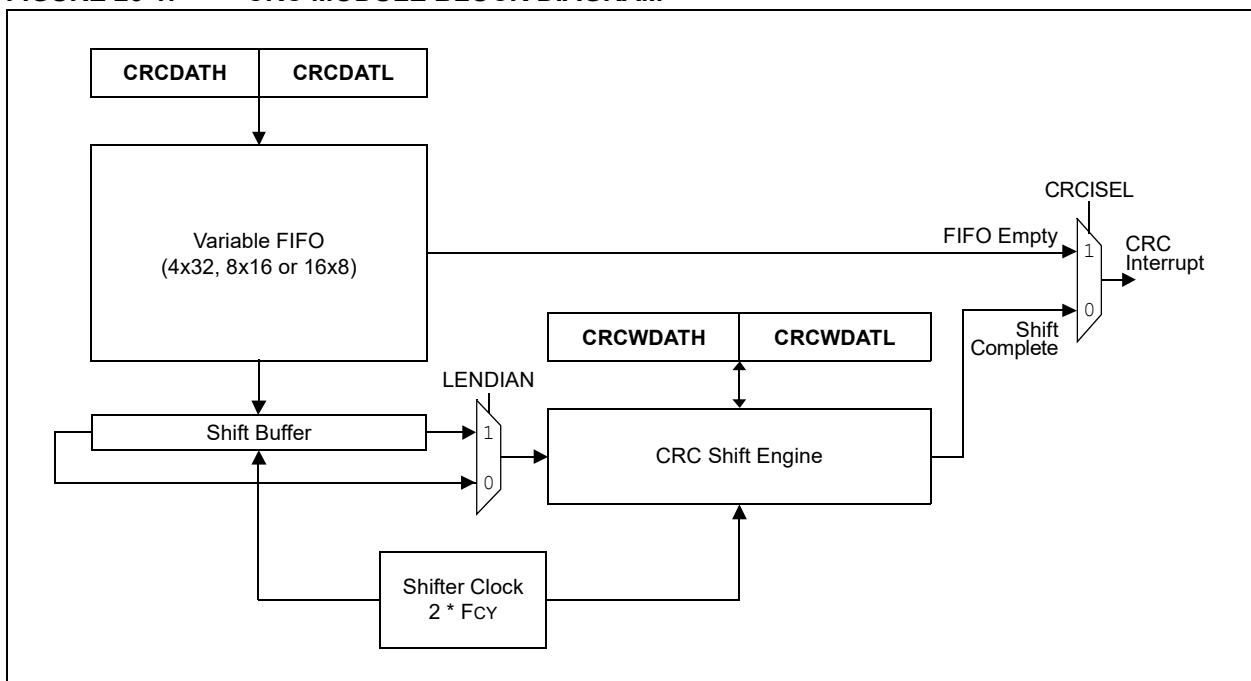 CRCDATH
CRCDATL
Variable FIFO
(4x32, 8x16 or 16x8)
CRCISEL
FIFO Empty
1
CRC
Interrupt
0
Shift
Complete
CRCWDATH
CRCWDATL
LENDIAN
Shift Buffer
1
0
CRC Shift Engine
Shifter Clock
2 * FCY